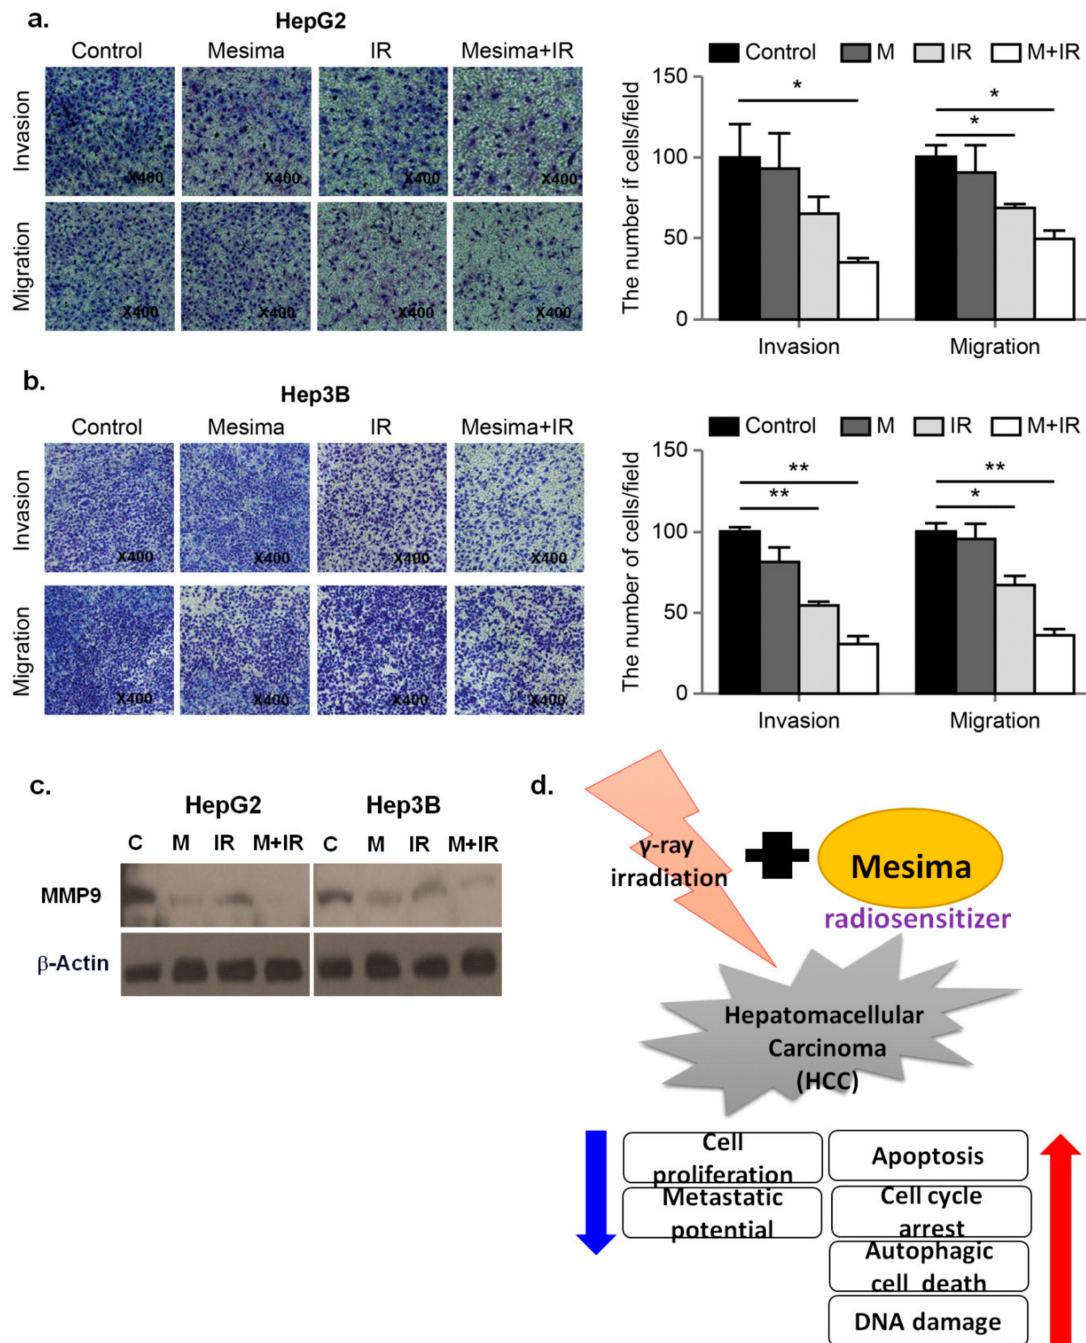 a.
HepG2
Control Mesima IR Mesima+IR
Invasion
X400 X400 X400 X400
Migration
X400 X400 X400 X400
Control M IR M+IR
The number if cells/field
150
100
50
0
* * *
Invasion Migration
b.
Hep3B
Control Mesima IR Mesima+IR
Invasion
X400 X400 X400 X400
Migration
X400 X400 X400 X400
Control M IR M+IR
The number of cells/field
150
100
50
0
** ** ** *
Invasion Migration
c.
HepG2 Hep3B
C M IR M+IR C M IR M+IR
MMP9
β-Actin
d.
γ-ray
irradiation
Mesima
radiosensitizer
Hepatomacellular
Carcinoma
(HCC)
Cell
proliferation
Metastatic
potential
Apoptosis
Cell cycle
arrest
Autophagic
cell death
DNA damage